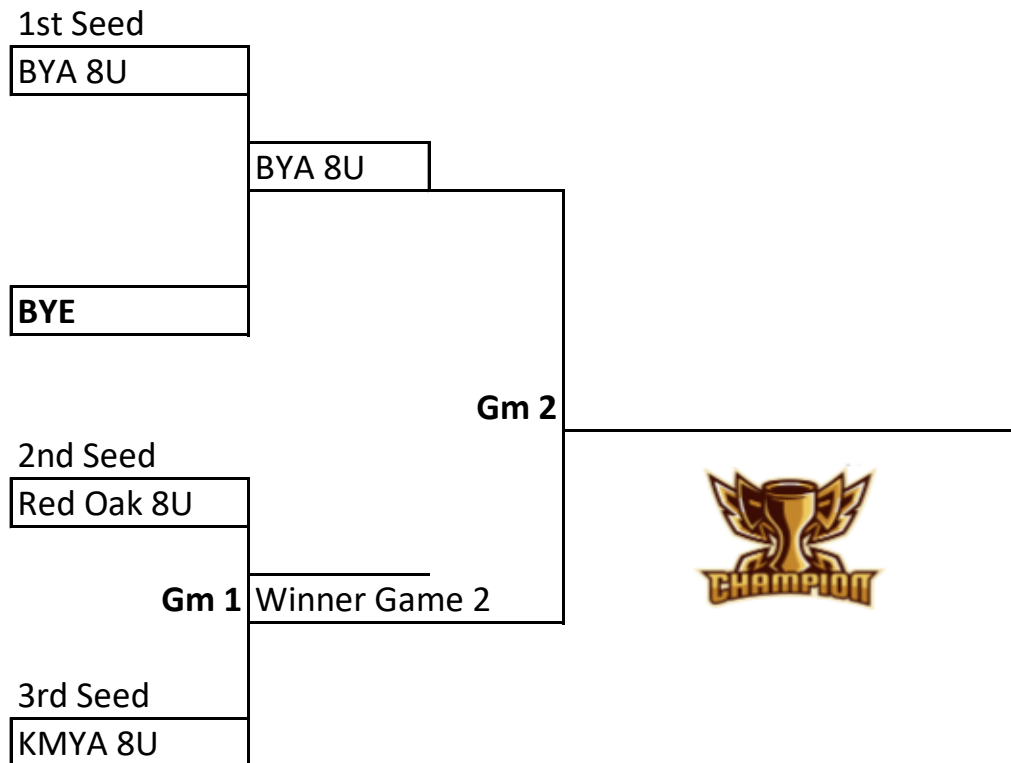 1st Seed
BYA 8U
BYA 8U
BYE
Gm 2
2nd Seed
Red Oak 8U
Gm 1 Winner Game 2
CHAMPION
3rd Seed
KMYA 8U